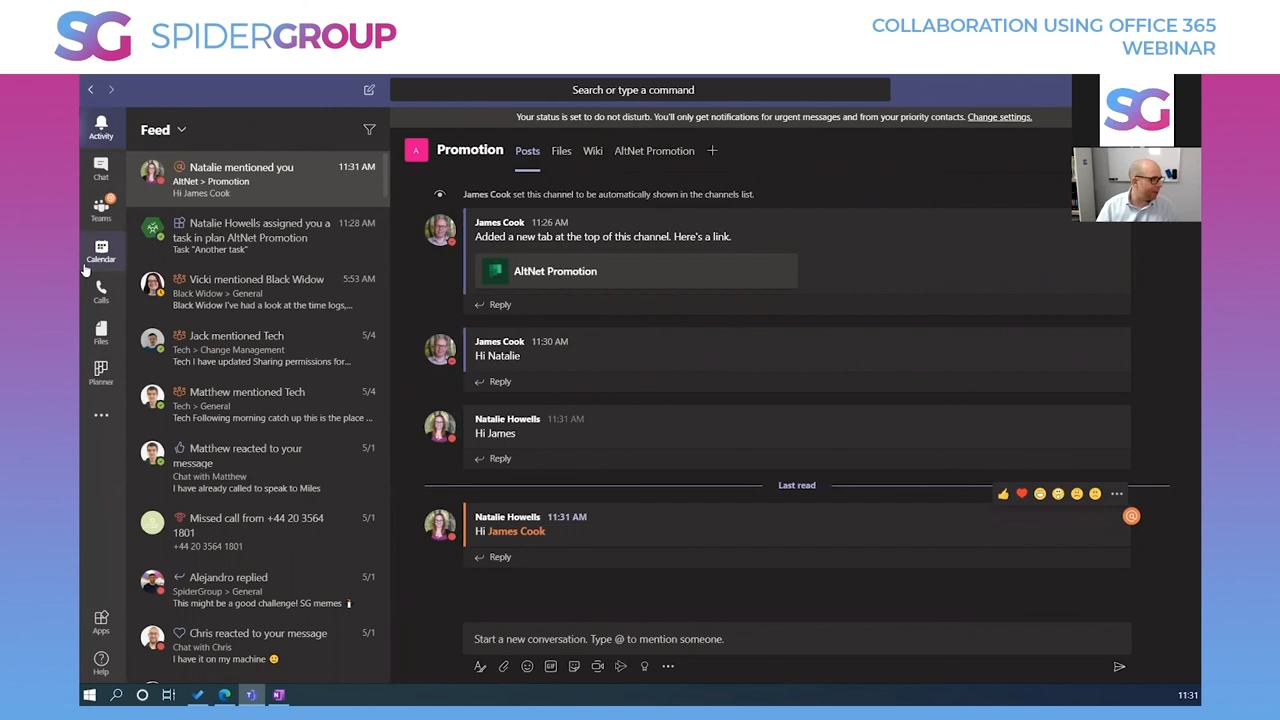 SG SPIDERGROUP
COLLABORATION USING OFFICE 365
WEBINAR
Search or type a command
SG
Your status is set to do not disturb. You'll only get notifications for urgent messages and from your priority contacts. Change settings.
Activity
Chat
Teams
Calendar
Calls
Files
Planner
Apps
Help
Feed
Natalie mentioned you 11:31 AM
AltNet > Promotion
Hi James Cook
Natalie Howells assigned you a 11:28 AM
task in plan AltNet Promotion
Task "Another task"
Vicki mentioned Black Widow 5:53 AM
Black Widow > General
Black Widow I've had a look at the time logs,...
Jack mentioned Tech 5/4
Tech > Change Management
Tech I have updated Sharing permissions for...
Matthew mentioned Tech 5/4
Tech > General
Tech Following morning catch up this is the place ...
Matthew reacted to your 5/1
message
Chat with Matthew
I have already called to speak to Miles
Missed call from +44 20 3564 5/1
1801
+44 20 3564 1801
Alejandro replied 5/1
SpiderGroup > General
This might be a good challenge! SG memes
Chris reacted to your message 5/1
Chat with Chris
I have it on my machine
A Promotion Posts Files Wiki AltNet Promotion
James Cook set this channel to be automatically shown in the channels list.
James Cook 11:26 AM
Added a new tab at the top of this channel. Here's a link.
AltNet Promotion
Reply
James Cook 11:30 AM
Hi Natalie
Reply
Natalie Howells 11:31 AM
Hi James
Reply
Last read
Natalie Howells 11:31 AM
Hi James Cook
Reply
Start a new conversation. Type @ to mention someone.
GIF
11:31